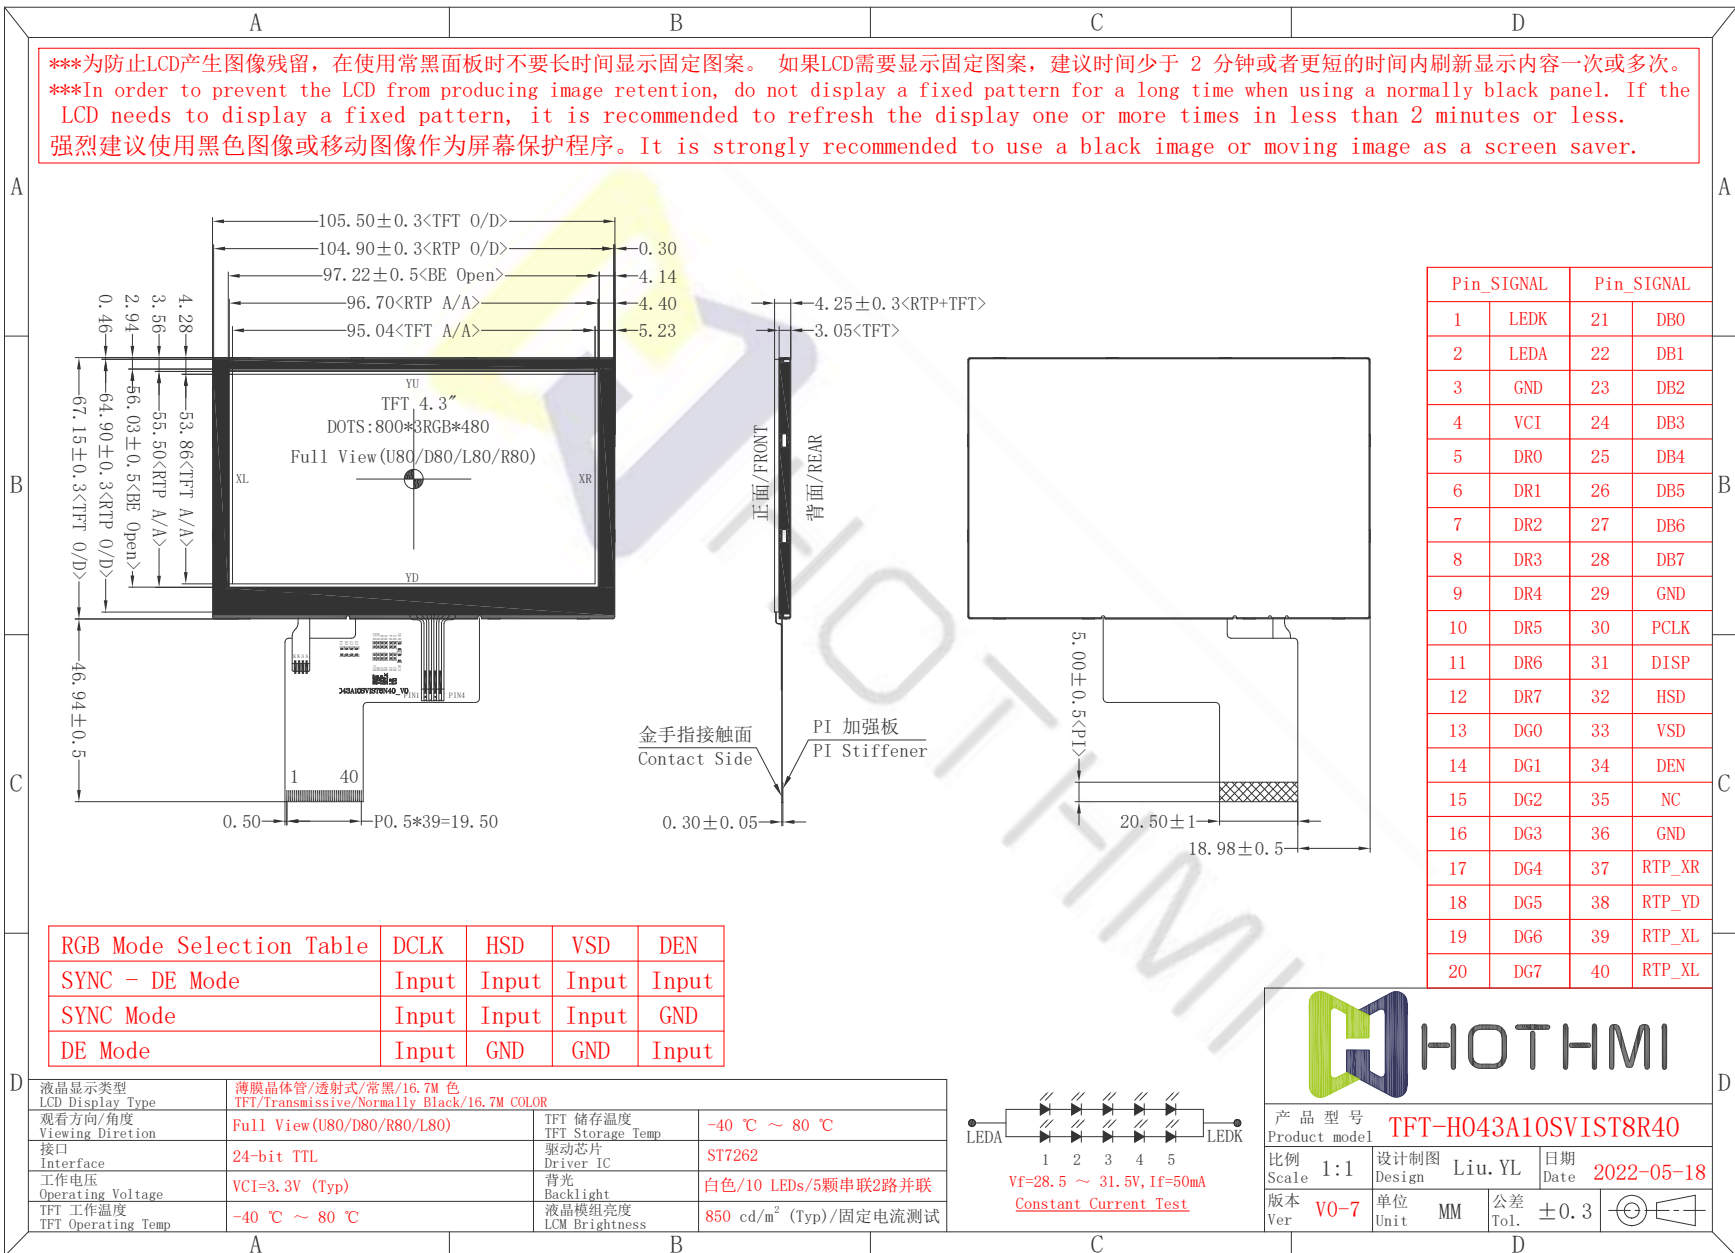 A B C D
***为防止LCD产生图像残留，在使用常黑面板时不要长时间显示固定图案。 如果LCD需要显示固定图案，建议时间少于 2 分钟或者更短的时间内刷新显示内容一次或多次。
***In order to prevent the LCD from producing image retention, do not display a fixed pattern for a long time when using a normally black panel. If the
LCD needs to display a fixed pattern, it is recommended to refresh the display one or more times in less than 2 minutes or less.
强烈建议使用黑色图像或移动图像作为屏幕保护程序。It is strongly recommended to use a black image or moving image as a screen saver.
A A
B B
C C
D D
105.50±0.3<TFT O/D>
104.90±0.3<RTP O/D> 0.30
97.22±0.5<BE Open> 4.14
96.70<RTP A/A> 4.40
95.04<TFT A/A> 5.23
0.46
2.94
3.56
4.28
67.15±0.3<TFT O/D>
64.90±0.3<RTP O/D>
56.03±0.5<BE Open>
55.50<RTP A/A>
53.86<TFT A/A>
46.94±0.5
YU
TFT 4.3"
DOTS:800*3RGB*480
Full View(U80/D80/L80/R80)
XL XR
YD
PIN1 PIN4
1 40
0.50 P0.5*39=19.50
4.25±0.3<RTP+TFT>
3.05<TFT>
正面/FRONT
背面/REAR
金手指接触面
Contact Side
PI 加强板
PI Stiffener
0.30±0.05
5.00±0.5<PI>
20.50±1
18.98±0.5
HOTHMI
Pin_SIGNAL Pin_SIGNAL
1 LEDK 21 DB0
2 LEDA 22 DB1
3 GND 23 DB2
4 VCI 24 DB3
5 DR0 25 DB4
6 DR1 26 DB5
7 DR2 27 DB6
8 DR3 28 DB7
9 DR4 29 GND
10 DR5 30 PCLK
11 DR6 31 DISP
12 DR7 32 HSD
13 DG0 33 VSD
14 DG1 34 DEN
15 DG2 35 NC
16 DG3 36 GND
17 DG4 37 RTP_XR
18 DG5 38 RTP_YD
19 DG6 39 RTP_XL
20 DG7 40 RTP_XL
RGB Mode Selection Table DCLK HSD VSD DEN
SYNC - DE Mode Input Input Input Input
SYNC Mode Input Input Input GND
DE Mode Input GND GND Input
液晶显示类型
LCD Display Type
薄膜晶体管/透射式/常黑/16.7M 色
TFT/Transmissive/Normally Black/16.7M COLOR
观看方向/角度
Viewing Diretion
Full View(U80/D80/R80/L80)
TFT 储存温度
TFT Storage Temp
-40 ℃ ～ 80 ℃
接口
Interface
24-bit TTL
驱动芯片
Driver IC
ST7262
工作电压
Operating Voltage
VCI=3.3V (Typ)
背光
Backlight
白色/10 LEDs/5颗串联2路并联
TFT 工作温度
TFT Operating Temp
-40 ℃ ～ 80 ℃
液晶模组亮度
LCM Brightness
850 cd/m² (Typ)/固定电流测试
LEDA LEDK
1 2 3 4 5
Vf=28.5 ～ 31.5V, If=50mA
Constant Current Test
HOTHMI
产品型号
Product model
TFT-H043A10SVIST8R40
比例
Scale
1:1
设计制图
Design
Liu.YL
日期
Date
2022-05-18
版本
Ver
V0-7
单位
Unit
MM
公差
Tol.
±0.3
A B C D